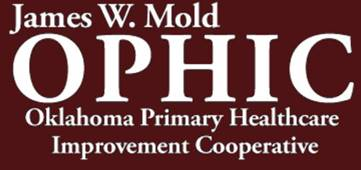 James W. Mold
OPHIC
Oklahoma Primary Healthcare
Improvement Cooperative